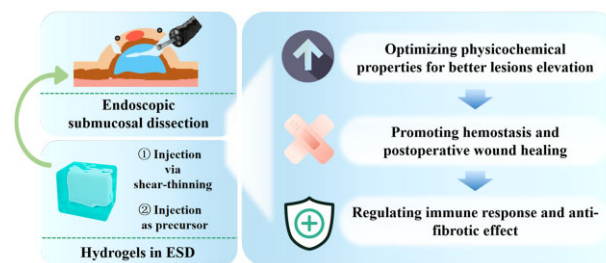 Endoscopic
submucosal dissection
① Injection
via
shear-thinning
② Injection
as precursor
Hydrogels in ESD
Optimizing physicochemical
properties for better lesions elevation
Promoting hemostasis and
postoperative wound healing
Regulating immune response and anti-
fibrotic effect